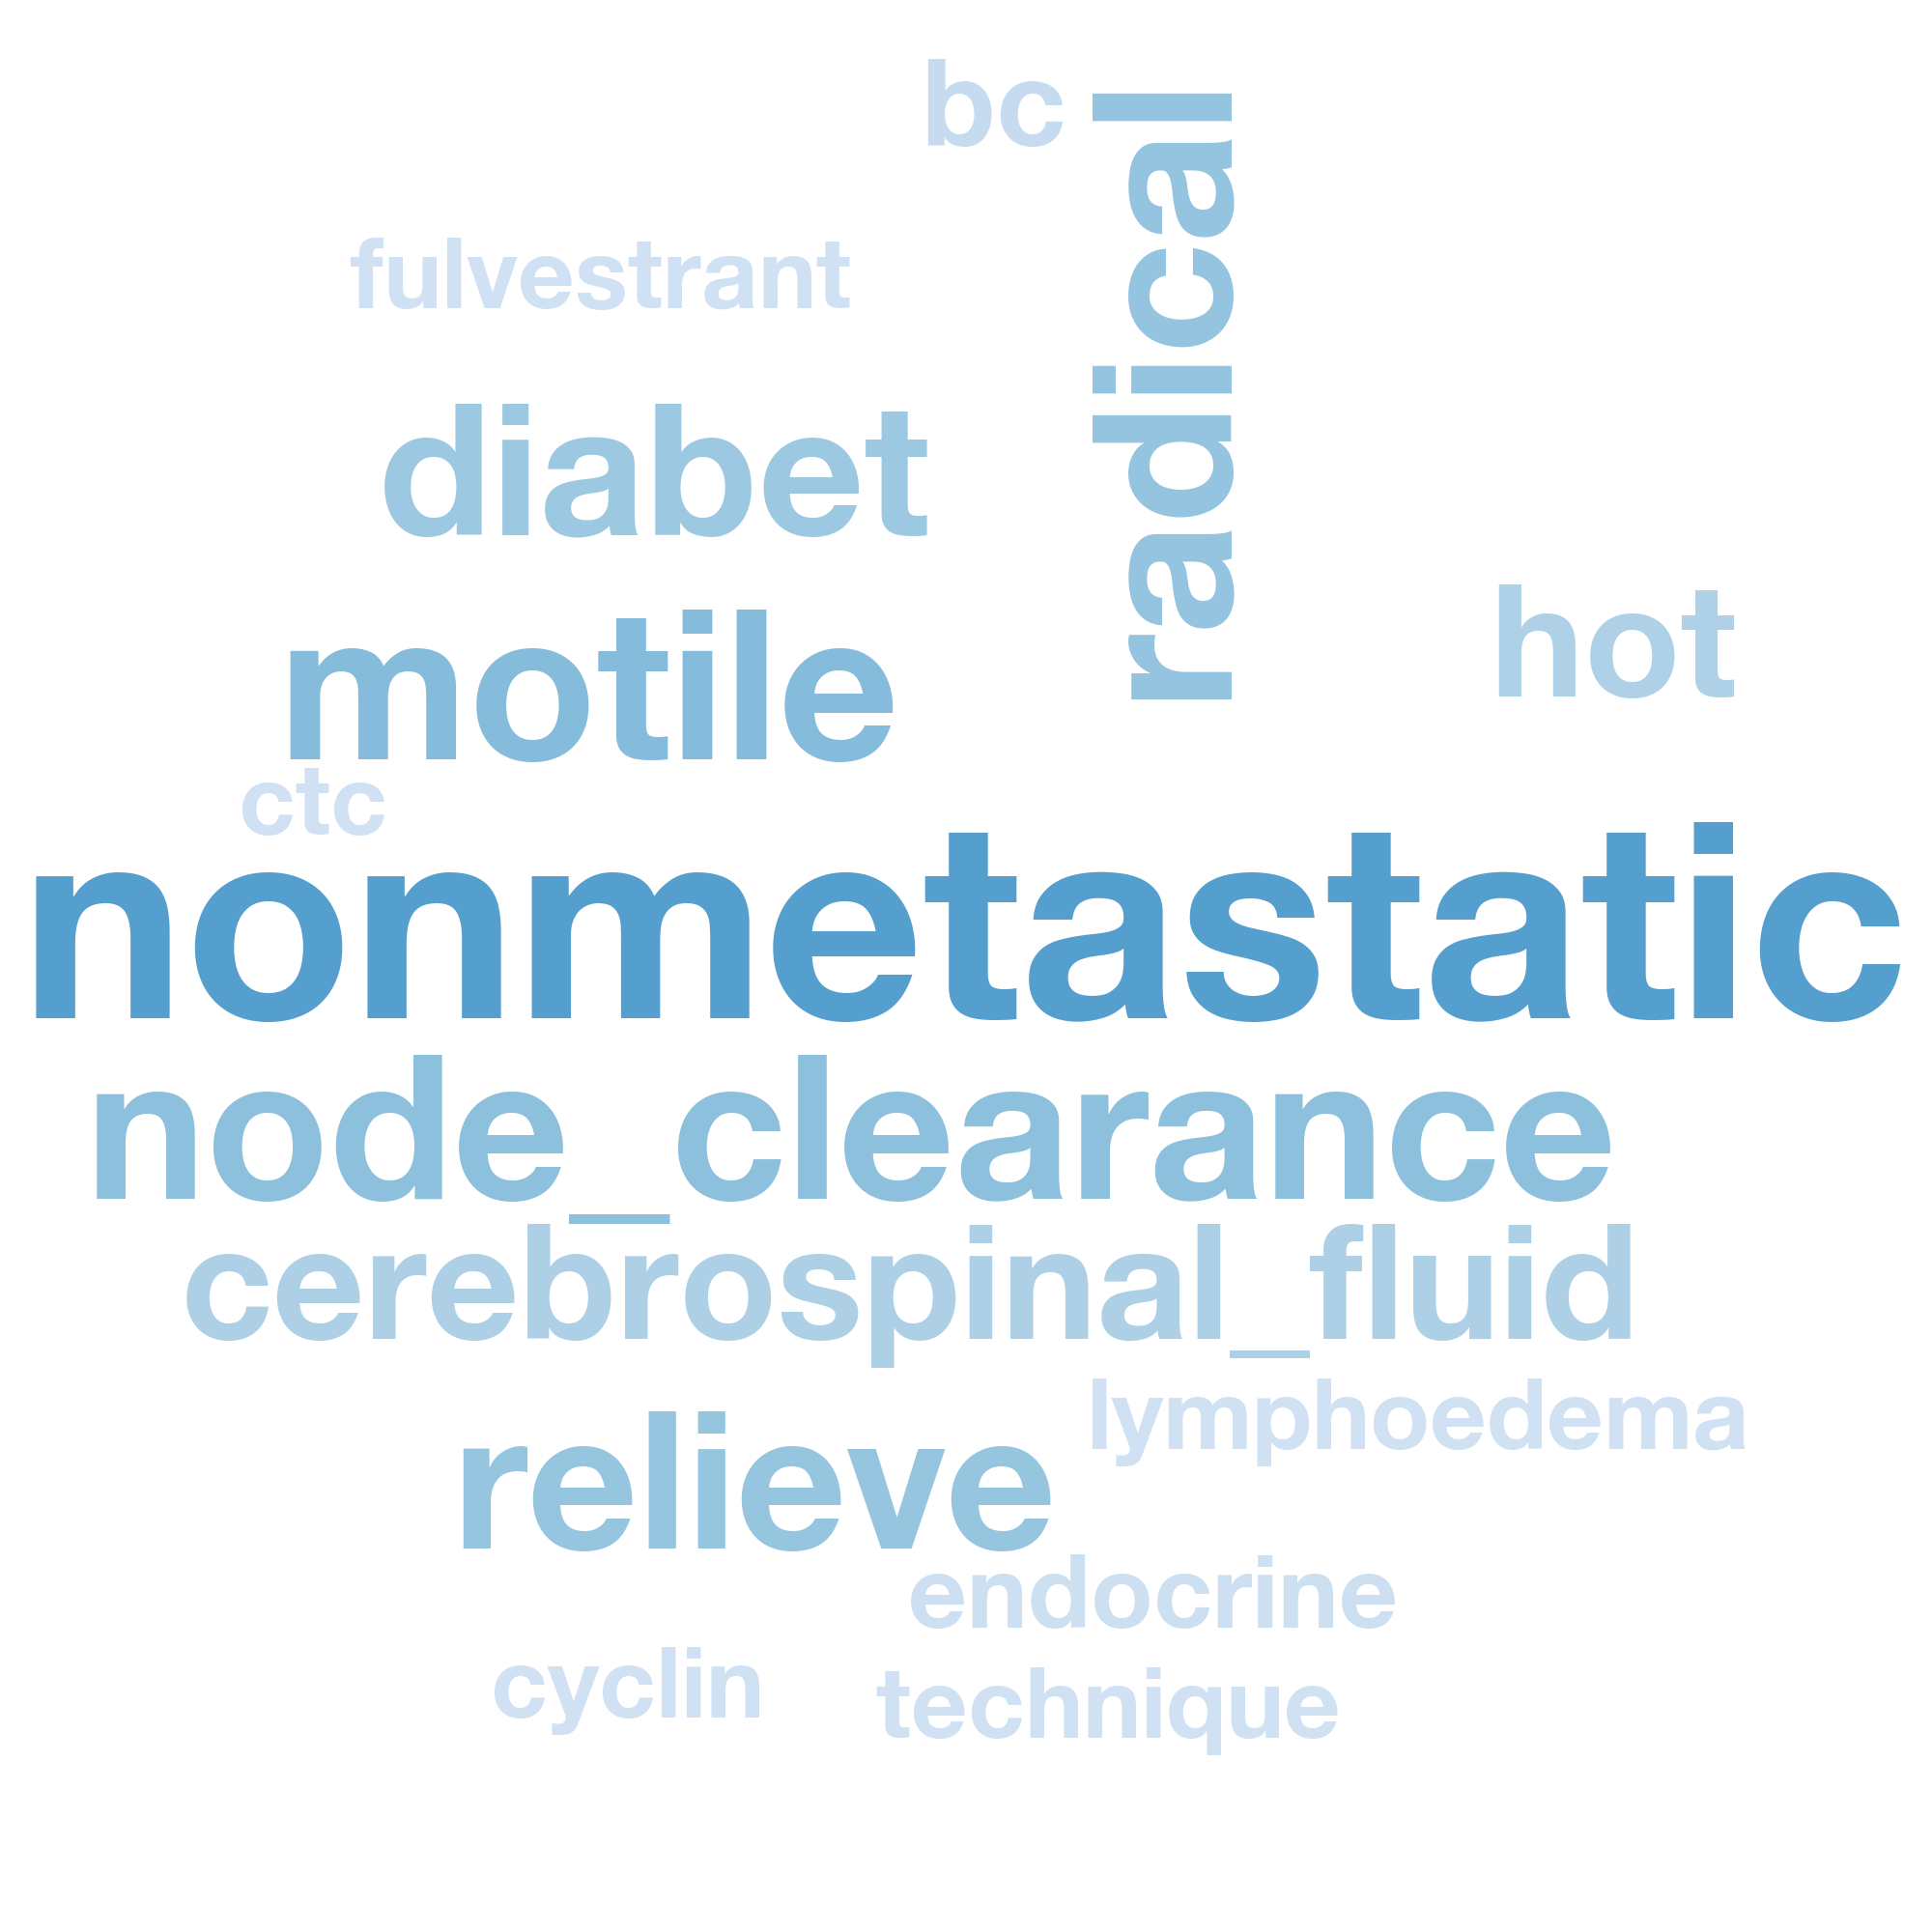 bc
radical
fulvestrant
diabet
hot
motile
ctc
nonmetastatic
node_clearance
cerebrospinal_fluid
lymphoedema
relieve
endocrine
cyclin
technique